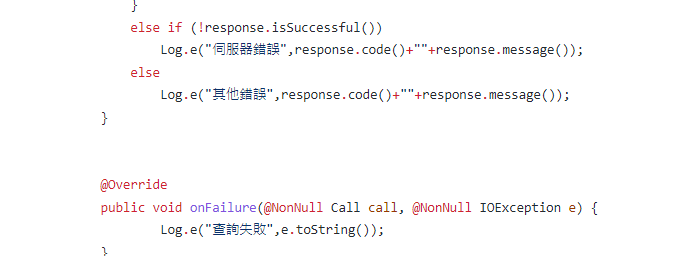 }
else if (!response.isSuccessful())
Log.e("伺服器錯誤",response.code()+""+response.message());
else
Log.e("其他錯誤",response.code()+""+response.message());
}
@Override
public void onFailure(@NonNull Call call, @NonNull IOException e) {
Log.e("查詢失敗",e.toString());
}